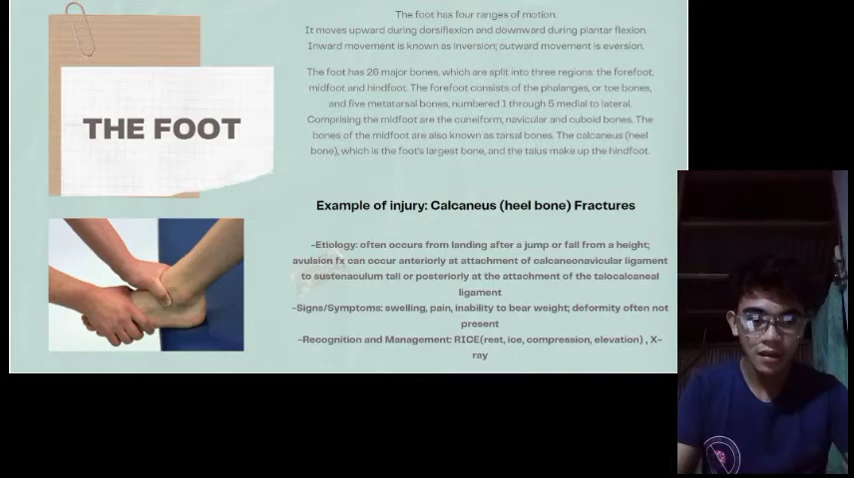 THE FOOT
The foot has four ranges of motion.
It moves upward during dorsiflexion and downward during plantar flexion.
Inward movement is known as inversion; outward movement is eversion.
The foot has 26 major bones, which are split into three regions: the forefoot,
midfoot and hindfoot. The forefoot consists of the phalanges, or toe bones,
and five metatarsal bones, numbered 1 through 5 medial to lateral.
Comprising the midfoot are the cuneiform, navicular and cuboid bones. The
bones of the midfoot are also known as tarsal bones. The calcaneus (heel
bone), which is the foot's largest bone, and the talus make up the hindfoot.
Example of injury: Calcaneus (heel bone) Fractures
-Etiology: often occurs from landing after a jump or fall from a height;
avulsion fx can occur anteriorly at attachment of calcaneonavicular ligament
to sustenaculum tali or posteriorly at the attachment of the talocalcaneal
ligament
-Signs/Symptoms: swelling, pain, inability to bear weight; deformity often not
present
-Recognition and Management: RICE(rest, ice, compression, elevation) , X-
ray